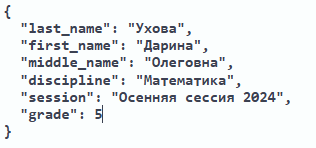 {
  "last_name": "Ухова",
  "first_name": "Дарина",
  "middle_name": "Олеговна",
  "discipline": "Математика",
  "session": "Осенняя сессия 2024",
  "grade": 5
}